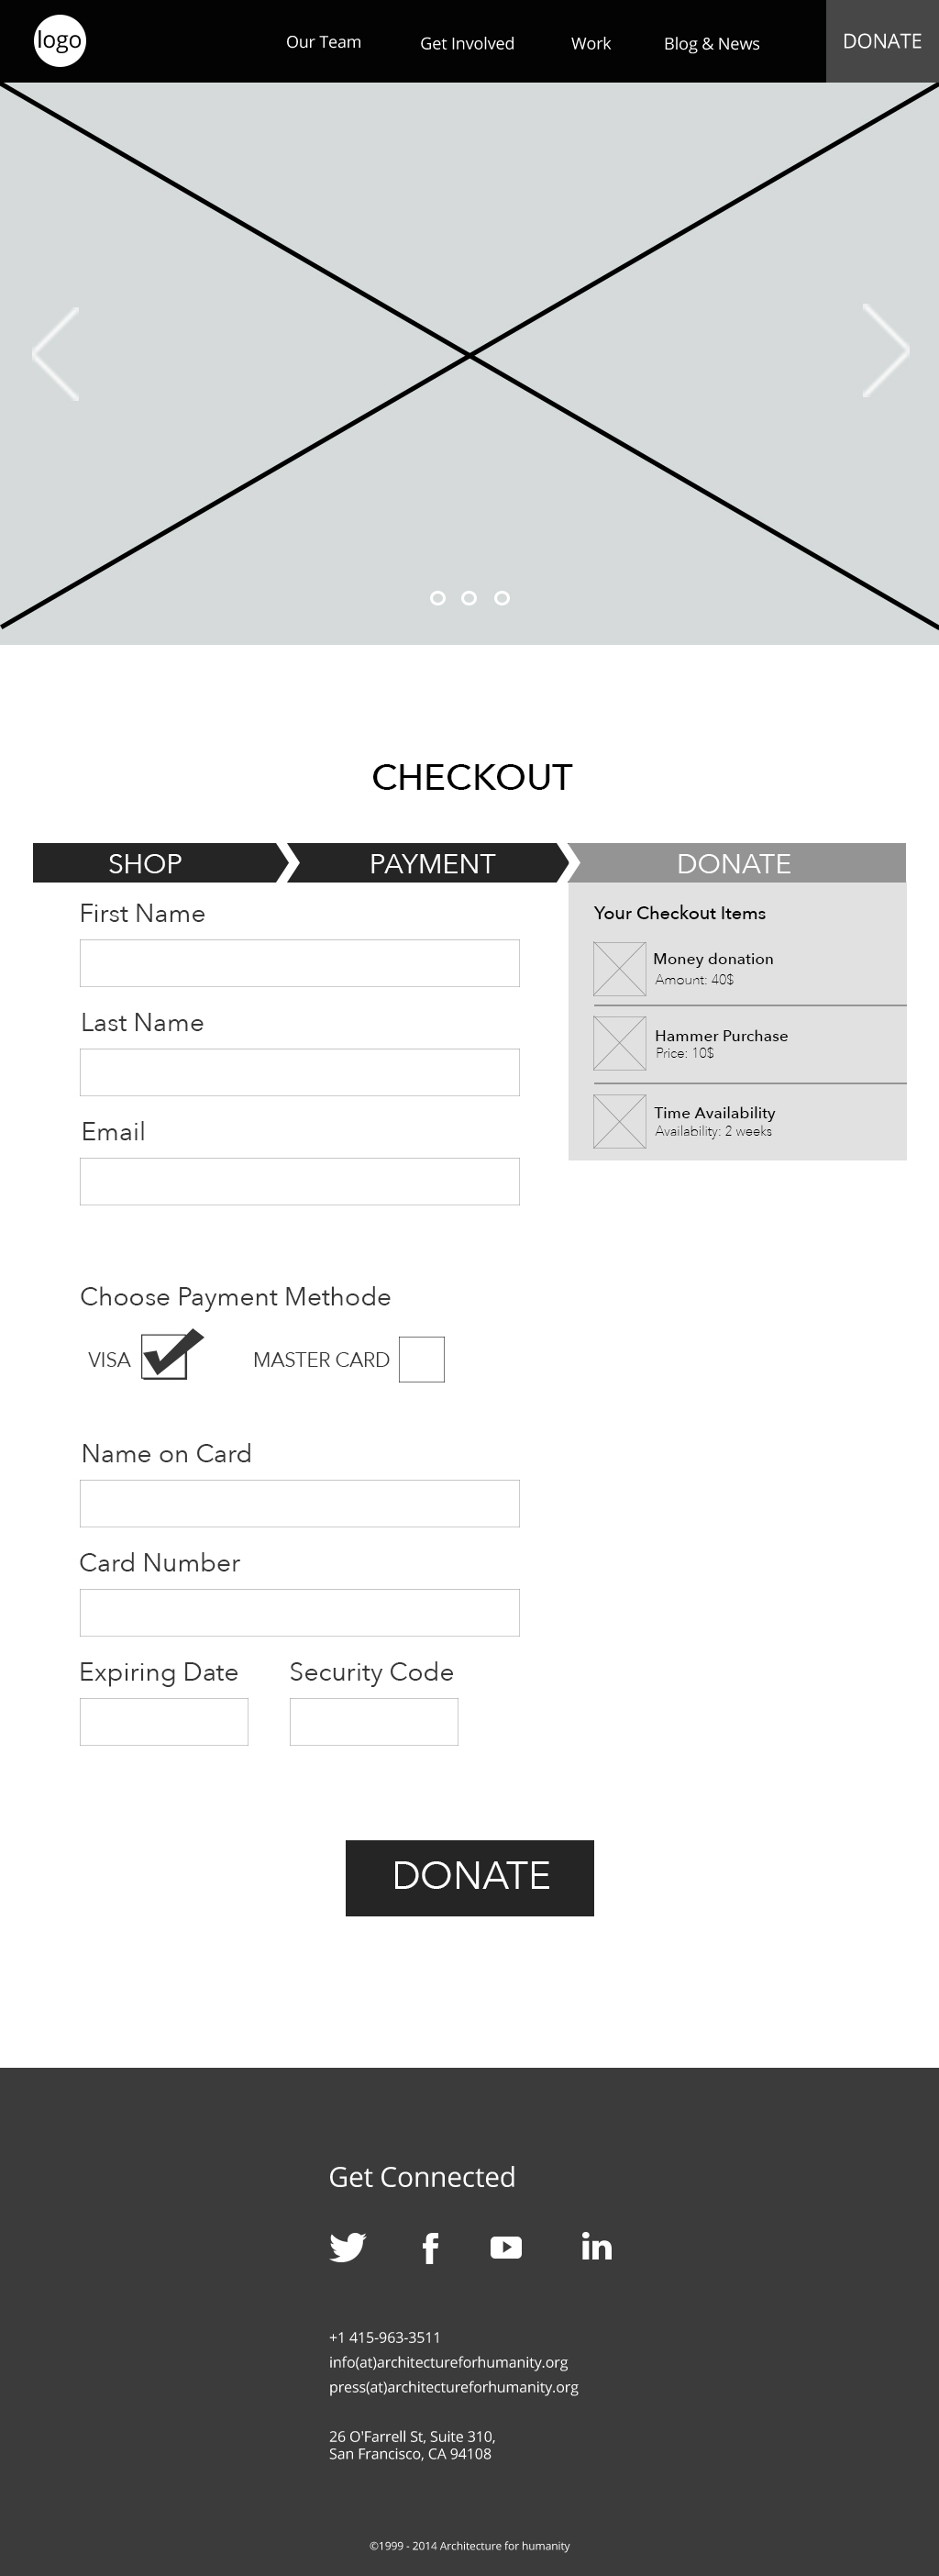 logo
Our Team
Get Involved
Work
Blog & News
DONATE
CHECKOUT
SHOP
PAYMENT
DONATE
First Name
Last Name
Email
Your Checkout Items
Money donation
Amount: 40$
Hammer Purchase
Price: 10$
Time Availability
Availability: 2 weeks
Choose Payment Methode
VISA
MASTER CARD
Name on Card
Card Number
Expiring Date
Security Code
DONATE
Get Connected
+1 415-963-3511
info(at)architectureforhumanity.org
press(at)architectureforhumanity.org
26 O'Farrell St, Suite 310,
San Francisco, CA 94108
©1999 - 2014 Architecture for humanity